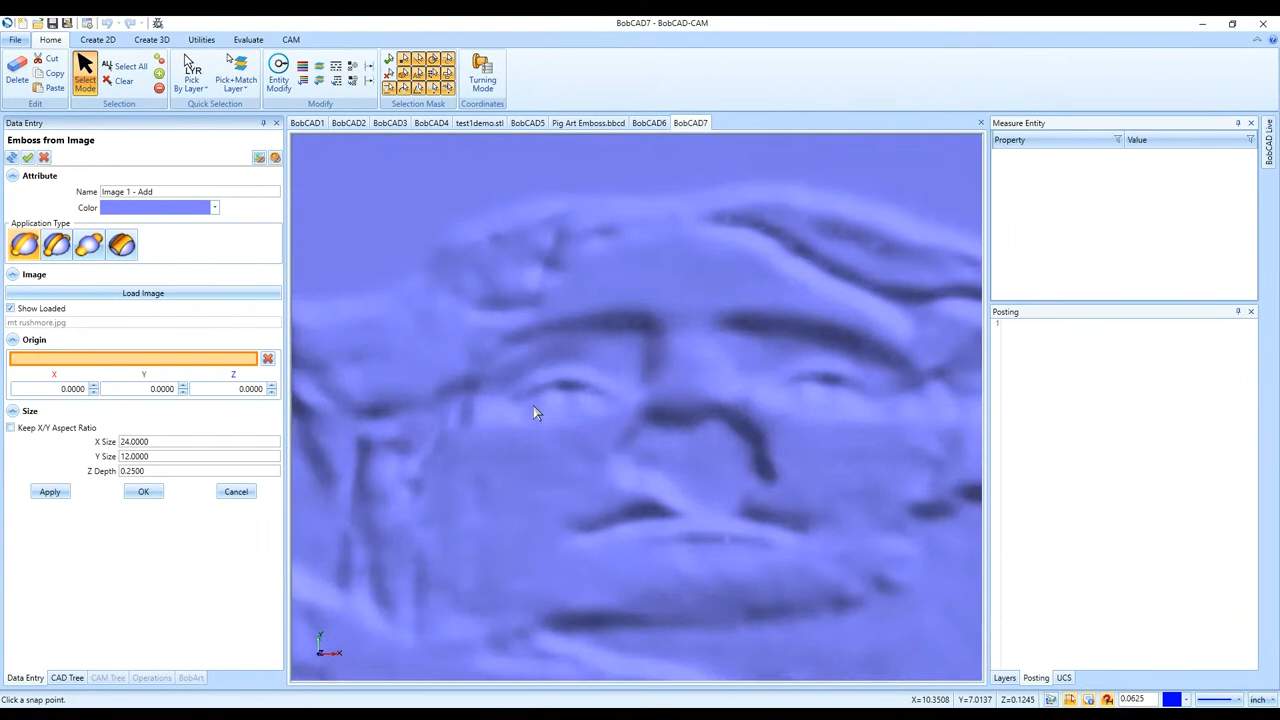 BobCAD7 - BobCAD-CAM
File Home Create 2D Create 3D Utilities Evaluate CAM
Delete Cut Copy Paste Select Mode Select All Clear Pick By Layer Pick+Match Layer Entity Modify Turning Mode
Edit Selection Quick Selection Modify Selection Mask Coordinates
Data Entry
BobCAD1 BobCAD2 BobCAD3 BobCAD4 test1demo.stl BobCAD5 Pig Art Emboss.bbcd BobCAD6 BobCAD7
Measure Entity
Property Value
BobCAD Live
Emboss from Image
Attribute
Name Image 1 - Add
Color
Application Type
Image
Load Image
Show Loaded
mt rushmore.jpg
Origin
X Y Z
0.0000 0.0000 0.0000
Size
Keep X/Y Aspect Ratio
X Size 24.0000
Y Size 12.0000
Z Depth 0.2500
Apply OK Cancel
Posting
1
Y
X
Data Entry CAD Tree CAM Tree Operations BobArt
Layers Posting UCS
Click a snap point.
X=10.3508 Y=7.0137 Z=0.1245 0.0625 inch